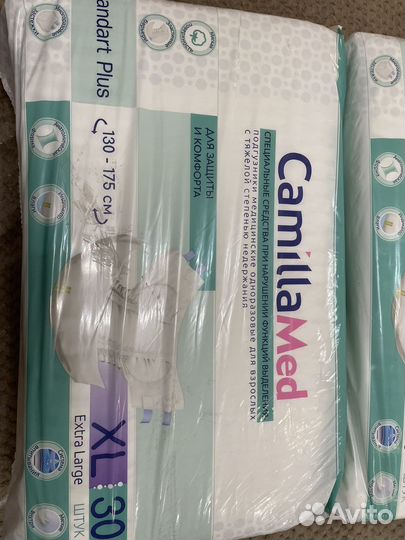 CamillaMed
СПЕЦИАЛЬНЫЕ СРЕДСТВА ПРИ НАРУШЕНИИ ФУНКЦИЙ ВЫДЕЛЕНИЯ
подгузники медицинские одноразовые для взрослых
с тяжелой степенью недержания
ДЛЯ ЗАЩИТЫ
И КОМФОРТА
andart Plus
130 - 175 см
XL
Extra Large
30
ШТУК
Avito